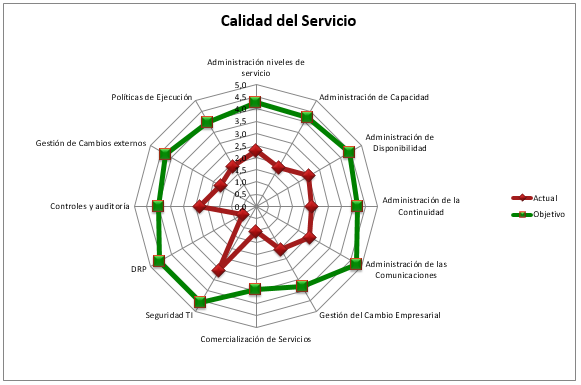 Calidad del Servicio
Administración niveles de
servicio
Políticas de Ejecución
Administración de Capacidad
Gestión de Cambios externos
Administración de
Disponibilidad
Controles y auditoría
Administración de la
Continuidad
DRP
Administración de las
Comunicaciones
Seguridad TI
Gestión del Cambio Empresarial
Comercialización de Servicios
5,0
4,5
4,0
3,5
3,0
2,5
2,0
1,5
1,0
0,5
0,0
Actual
Objetivo